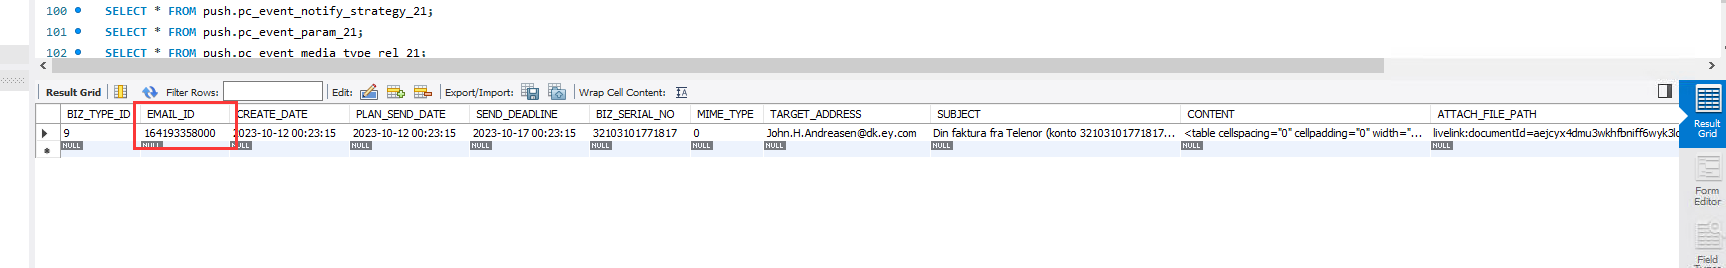 100 SELECT * FROM push.pc_event_notify_strategy_21;
101 SELECT * FROM push.pc_event_param_21;
102 SELECT * FROM push.pc_event_media_type_rel_21;
Result Grid Filter Rows: Edit: Export/Import: Wrap Cell Content:
BIZ_TYPE_ID EMAIL_ID CREATE_DATE PLAN_SEND_DATE SEND_DEADLINE BIZ_SERIAL_NO MIME_TYPE TARGET_ADDRESS SUBJECT CONTENT ATTACH_FILE_PATH
9 164193358000 2023-10-12 00:23:15 2023-10-12 00:23:15 2023-10-17 00:23:15 32103101771817 0 John.H.Andreasen@dk.ey.com Din faktura fra Telenor (konto 32103101771817... <table cellspacing="0" cellpadding="0" width="... livelink:documentId=aejcyx4dmu3wkhfbniff6wyk3lc
NULL NULL NULL NULL NULL NULL NULL NULL NULL NULL NULL
Result
Grid
Form
Editor
Field